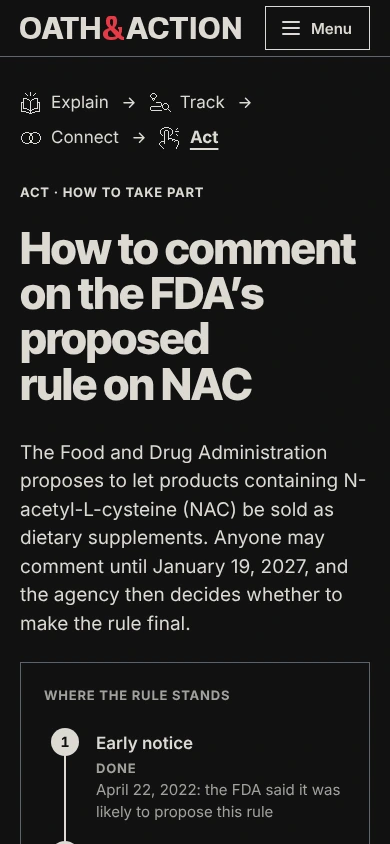 OATH&ACTION
Menu
Explain → Track →
Connect → Act
ACT · HOW TO TAKE PART
How to comment
on the FDA’s
proposed
rule on NAC
The Food and Drug Administration
proposes to let products containing N-
acetyl-L-cysteine (NAC) be sold as
dietary supplements. Anyone may
comment until January 19, 2027, and
the agency then decides whether to
make the rule final.
WHERE THE RULE STANDS
1 Early notice
DONE
April 22, 2022: the FDA said it was
likely to propose this rule